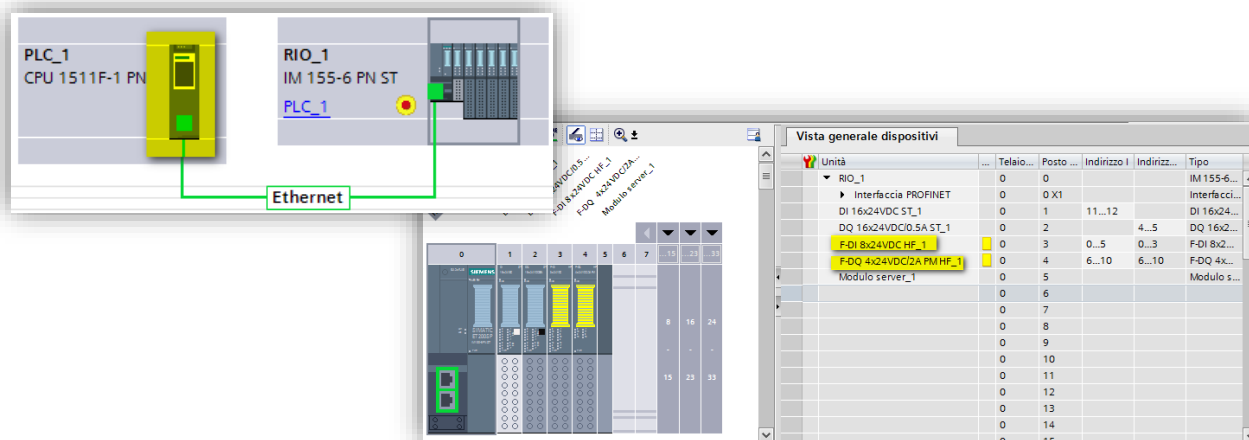 PLC_1
CPU 1511F-1 PN
RIO_1
IM 155-6 PN ST
PLC_1
Ethernet
F-DI 8x24VDC HF_1
F-DQ 4x24VDC/2A...
Modulo server_1
0 1 2 3 4 5 6 7 ...15 ...23 ...33
SIEMENS
8 16 24
- - -
15 23 33
Vista generale dispositivi
Unità ... Telaio... Posto ... Indirizzo I Indirizz... Tipo
RIO_1 0 0 IM 155-6...
Interfaccia PROFINET 0 0 X1 Interfacci...
DI 16x24VDC ST_1 0 1 11...12 DI 16x24...
DQ 16x24VDC/0.5A ST_1 0 2 4...5 DQ 16x2...
F-DI 8x24VDC HF_1 0 3 0...5 0...3 F-DI 8x2...
F-DQ 4x24VDC/2A PM HF_1 0 4 6...10 6...10 F-DQ 4x...
Modulo server_1 0 5 Modulo s...
0 6
0 7
0 8
0 9
0 10
0 11
0 12
0 13
0 14